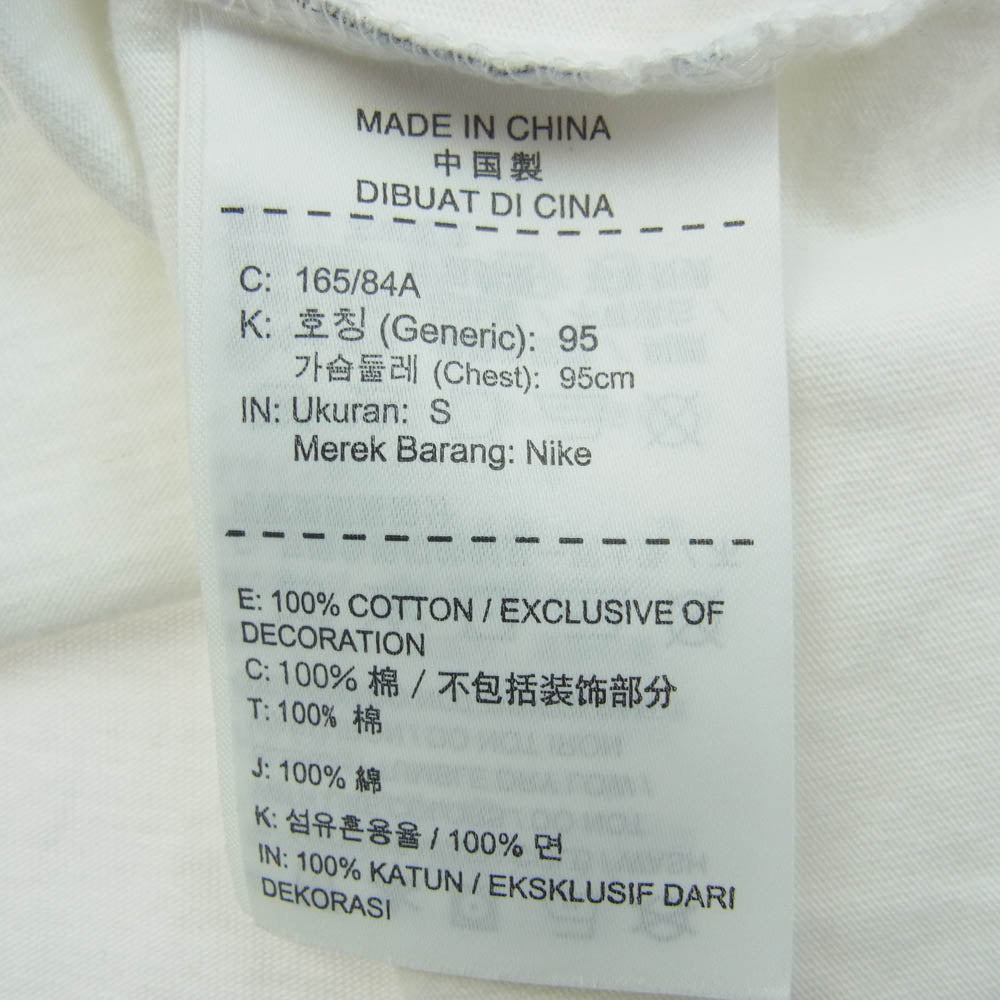 MADE IN CHINA
中国製
DIBUAT DI CINA
C: 165/84A
K: 호칭 (Generic): 95
가슴둘레 (Chest): 95cm
IN: Ukuran: S
Merek Barang: Nike
E: 100% COTTON / EXCLUSIVE OF
DECORATION
C: 100% 棉 / 不包括装饰部分
T: 100% 棉
J: 100% 綿
K: 섬유혼용율 / 100% 면
IN: 100% KATUN / EKSKLUSIF DARI
DEKORASI